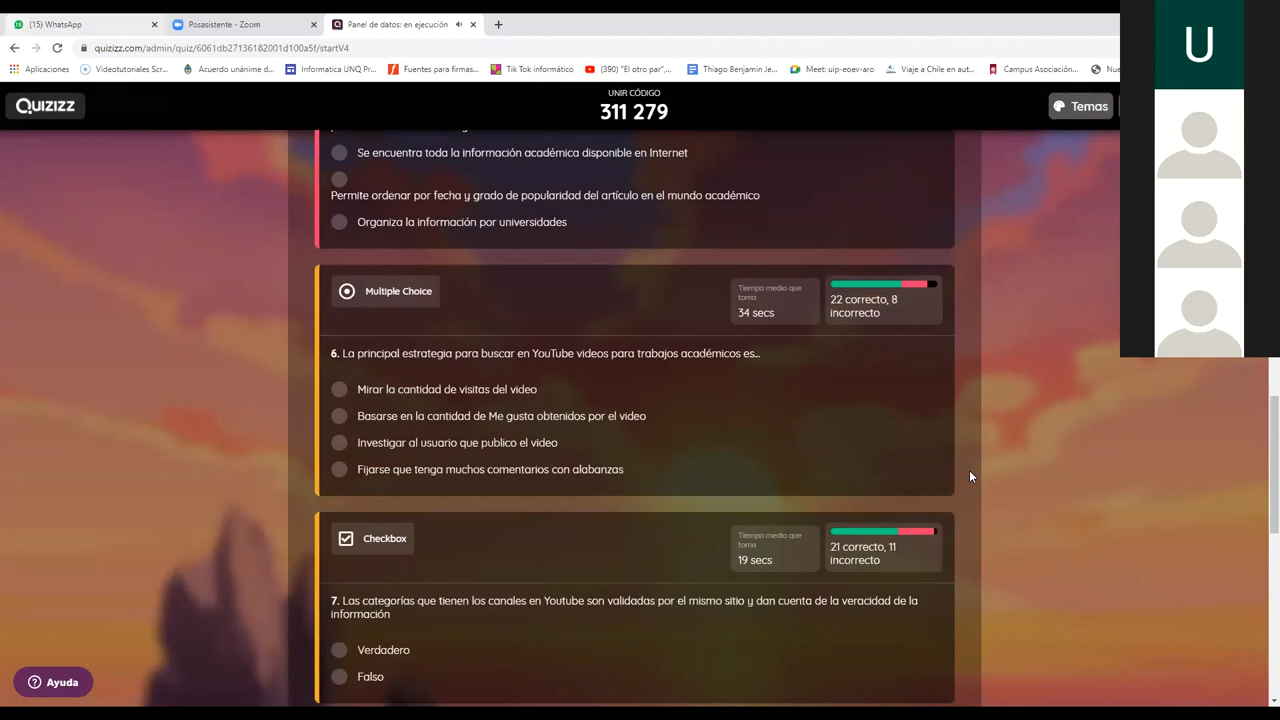 (15) WhatsApp
Posasistente - Zoom
Panel de datos: en ejecución
quizizz.com/admin/quiz/6061db27136182001d100a5f/startV4
Aplicaciones
Videotutoriales Scr...
Acuerdo unánime d...
Informatica UNQ Pr...
Fuentes para firmas...
Tik Tok informático
(390) "El otro par",...
Thiago Benjamin Je...
Meet: uip-eoev-aro
Viaje a Chile en aut...
Campus Asociación...
Nue
U
Quizizz
UNIR CÓDIGO
311 279
Temas
Se encuentra toda la información académica disponible en Internet
Permite ordenar por fecha y grado de popularidad del artículo en el mundo académico
Organiza la información por universidades
Multiple Choice
Tiempo medio que
toma
34 secs
22 correcto, 8
incorrecto
6. La principal estrategia para buscar en YouTube videos para trabajos académicos es...
Mirar la cantidad de visitas del video
Basarse en la cantidad de Me gusta obtenidos por el video
Investigar al usuario que publico el video
Fijarse que tenga muchos comentarios con alabanzas
Checkbox
Tiempo medio que
toma
19 secs
21 correcto, 11
incorrecto
7. Las categorías que tienen los canales en Youtube son validadas por el mismo sitio y dan cuenta de la veracidad de la
información
Verdadero
Falso
Ayuda